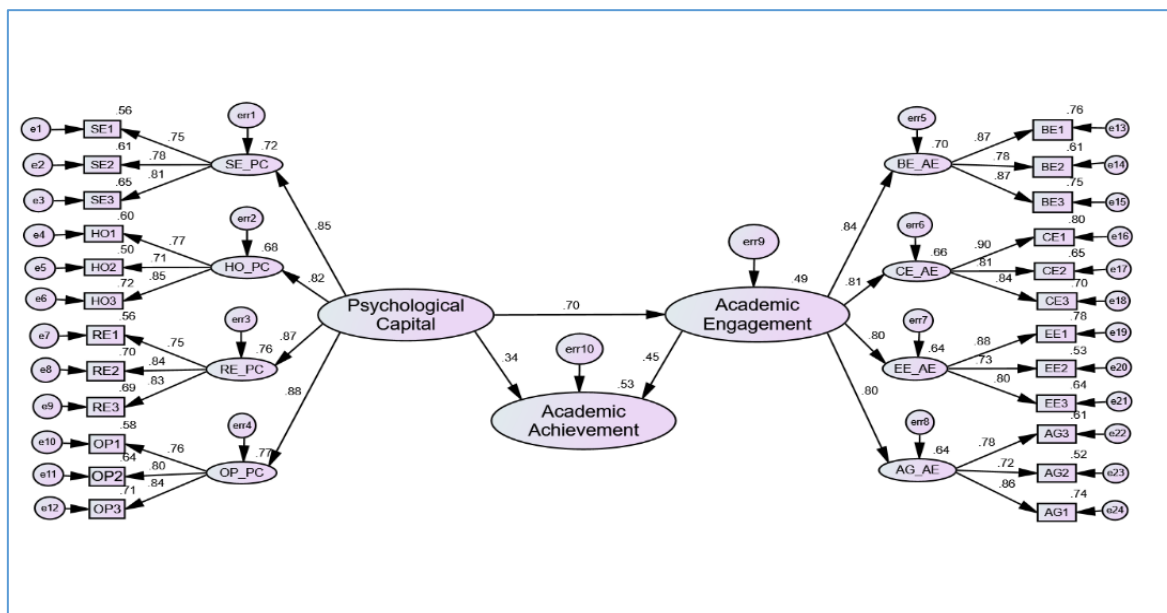 err1
.56
e1
SE1
.75
.72
.61
e2
SE2
.78
SE_PC
.65
.81
e3
SE3
.60
err2
e4
HO1
.77
.85
.50
.68
e5
HO2
.71
HO_PC
.72
.85
.82
e6
HO3
.56
err3
e7
RE1
.75
.87
.70
.76
e8
RE2
.84
RE_PC
.69
.83
.88
e9
RE3
.58
err4
e10
OP1
.76
.77
.64
e11
OP2
.80
OP_PC
.71
.84
e12
OP3
Psychological
Capital
.70
.34
err10
.45
.53
Academic
Achievement
err9
.49
Academic
Engagement
err5
.76
.87
BE1
e13
.70
.61
BE_AE
.78
BE2
e14
.87
.75
BE3
e15
.84
err6
.80
.90
CE1
e16
.66
.65
.81
CE_AE
.81
CE2
e17
.84
.70
CE3
e18
.80
err7
.78
.88
EE1
e19
.64
.53
EE_AE
.73
EE2
e20
.80
.64
EE3
e21
.80
err8
.61
.78
AG3
e22
.64
.52
AG_AE
.72
AG2
e23
.86
.74
AG1
e24